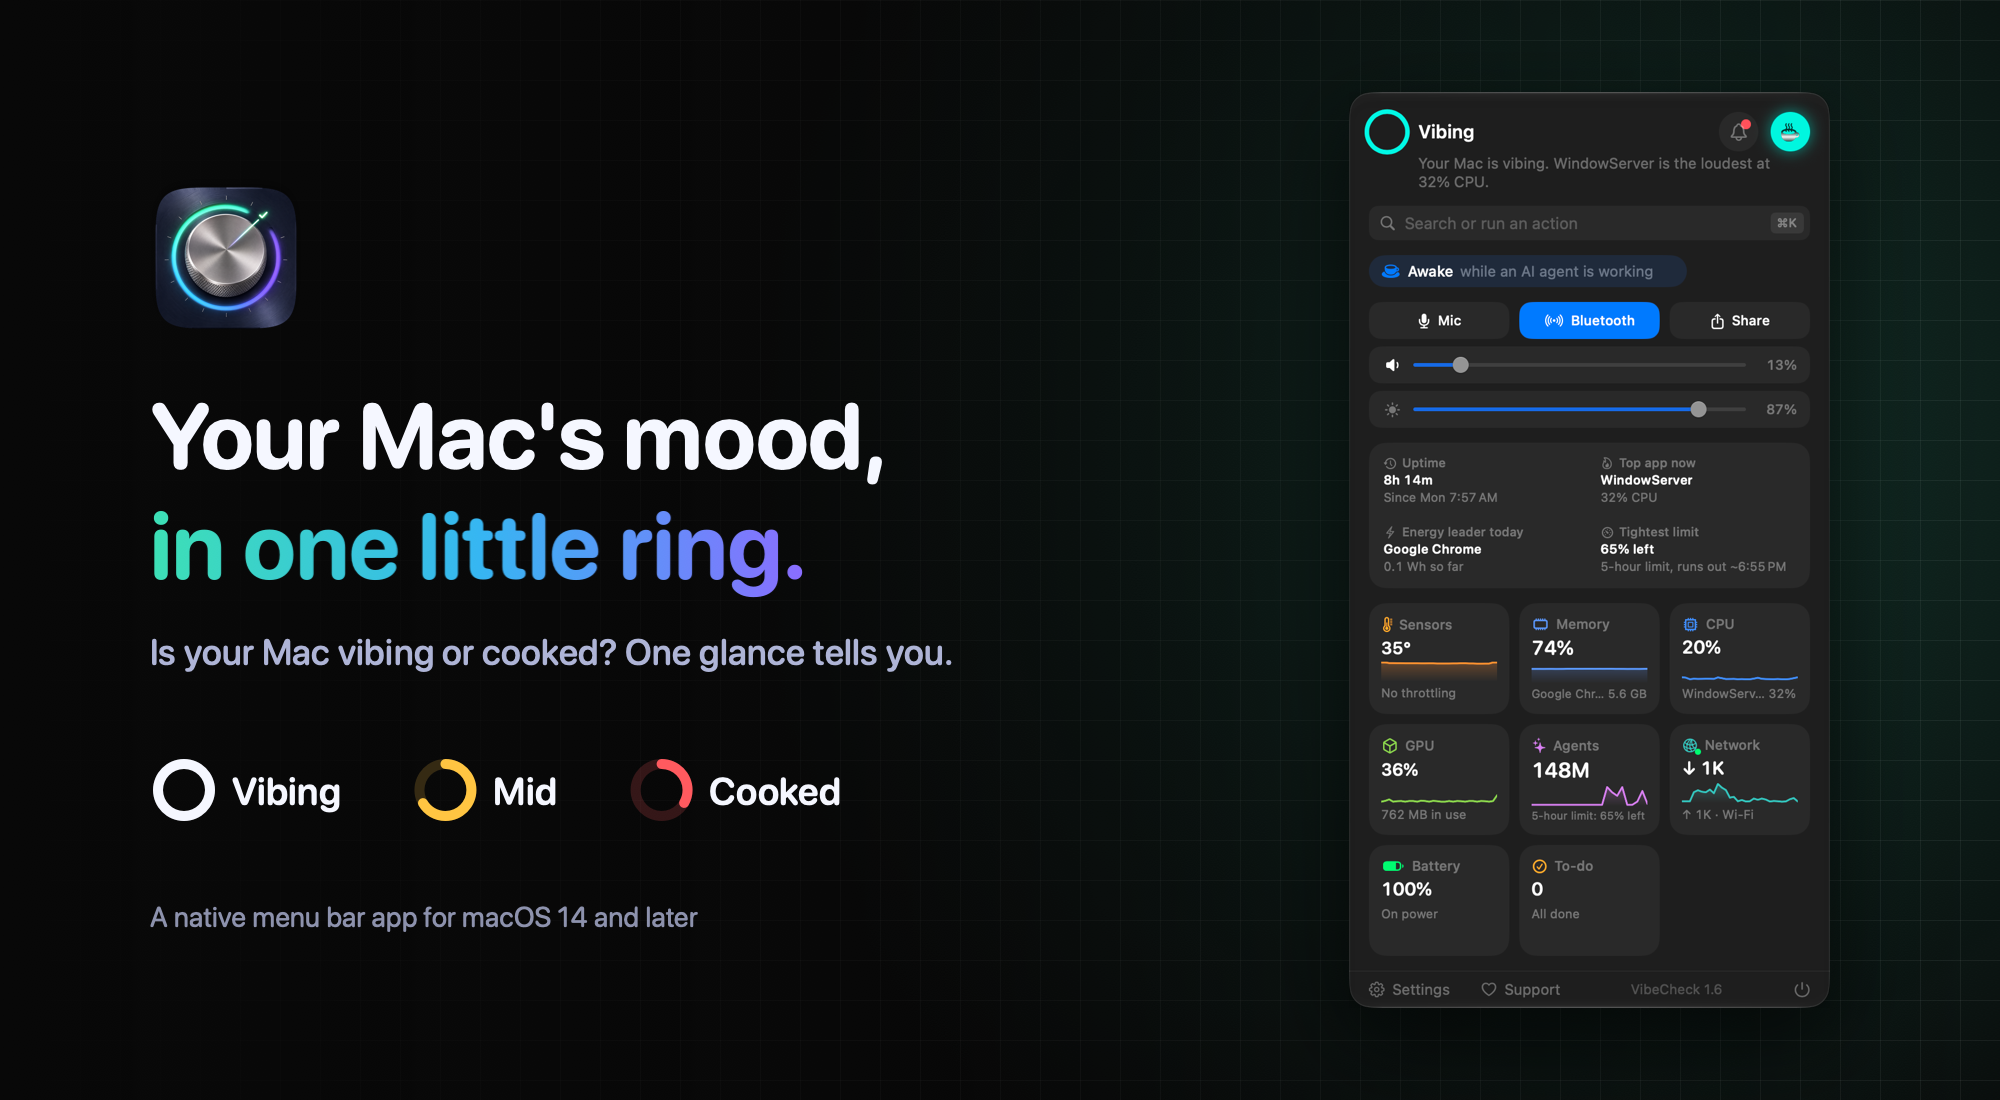 Your Mac's mood,
in one little ring.
Is your Mac vibing or cooked? One glance tells you.
Vibing
Mid
Cooked
A native menu bar app for macOS 14 and later
Vibing
Your Mac is vibing. WindowServer is the loudest at
32% CPU.
Search or run an action
⌘K
Awake while an AI agent is working
Mic
Bluetooth
Share
13%
87%
Uptime
8h 14m
Since Mon 7:57 AM
Top app now
WindowServer
32% CPU
Energy leader today
Google Chrome
0.1 Wh so far
Tightest limit
65% left
5-hour limit, runs out ~6:55 PM
Sensors
35°
No throttling
Memory
74%
Google Chr... 5.6 GB
CPU
20%
WindowServ... 32%
GPU
36%
762 MB in use
Agents
148M
5-hour limit: 65% left
Network
↓ 1K
↑ 1K · Wi-Fi
Battery
100%
On power
To-do
0
All done
Settings
Support
VibeCheck 1.6